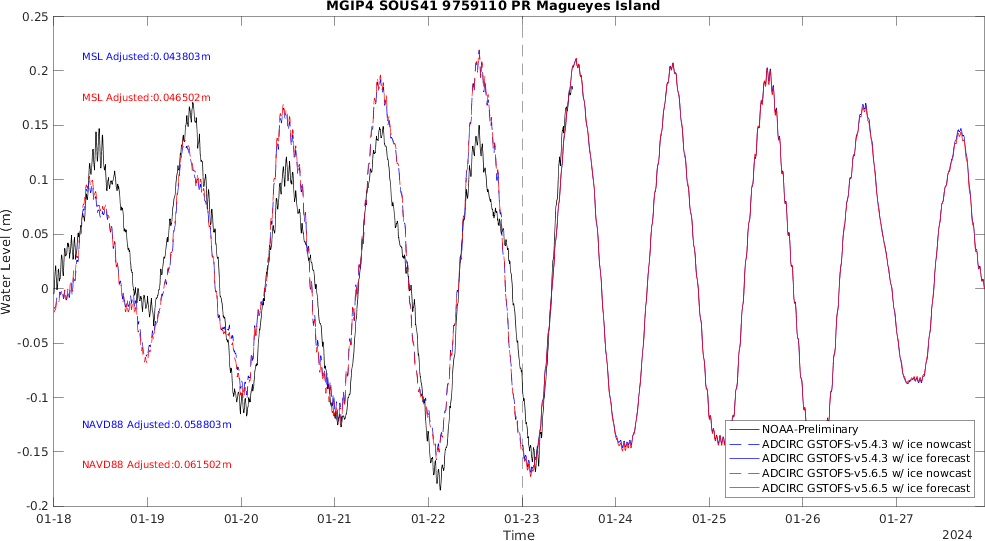 MGIP4 SOUS41 9759110 PR Magueyes Island
0.25
0.2
0.15
0.1
0.05
0
-0.05
-0.1
-0.15
-0.2
Water Level (m)
MSL Adjusted:0.043803m
MSL Adjusted:0.046502m
NAVD88 Adjusted:0.058803m
NAVD88 Adjusted:0.061502m
NOAA-Preliminary
ADCIRC GSTOFS-v5.4.3 w/ ice nowcast
ADCIRC GSTOFS-v5.4.3 w/ ice forecast
ADCIRC GSTOFS-v5.6.5 w/ ice nowcast
ADCIRC GSTOFS-v5.6.5 w/ ice forecast
01-18 01-19 01-20 01-21 01-22 01-23 01-24 01-25 01-26 01-27
Time
2024